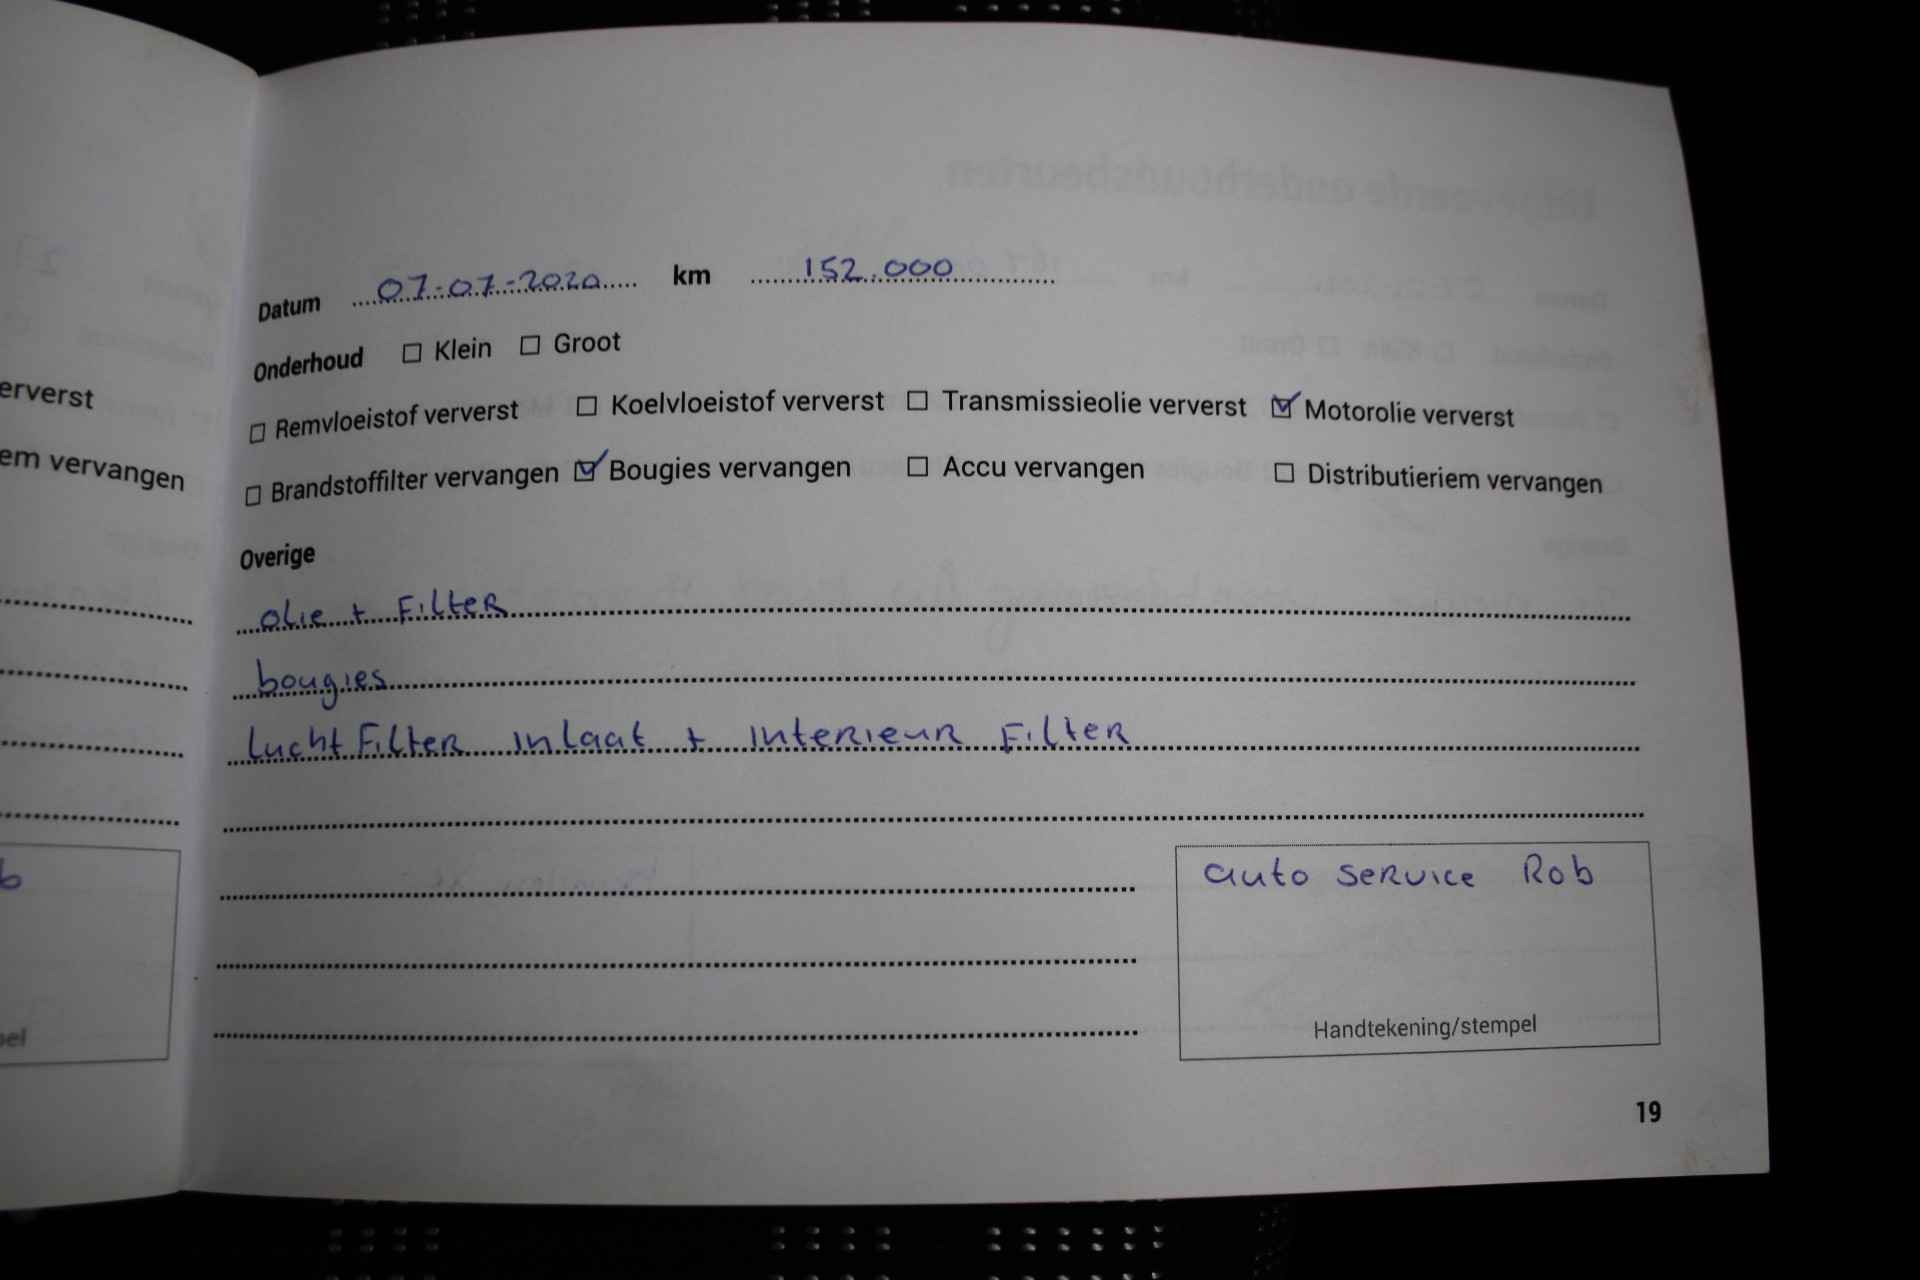 erverst
em vervangen
b
pel
Datum 07-07-2020 km 152.000
Onderhoud ☐ Klein ☐ Groot
☐ Remvloeistof ververst ☐ Koelvloeistof ververst ☐ Transmissieolie ververst ☑ Motorolie ververst
☐ Brandstoffilter vervangen ☑ Bougies vervangen ☐ Accu vervangen ☐ Distributieriem vervangen
Overige
olie + Filter
bougies
luchtFilter inlaat + interieur Filter
auto service Rob
Handtekening/stempel
19